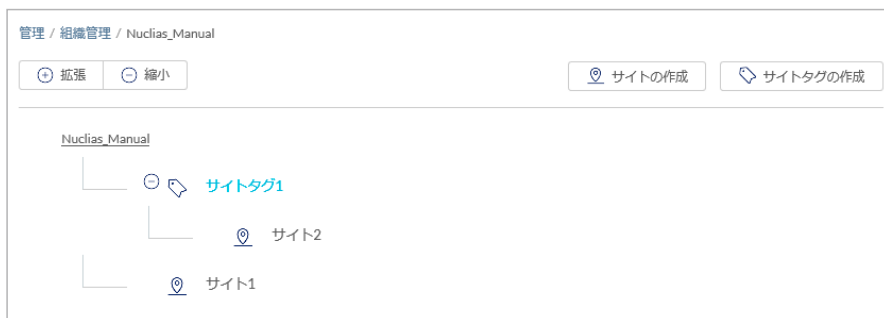 管理 / 組織管理 / Nuclias_Manual
拡張 縮小 サイトの作成 サイトタグの作成
Nuclias_Manual
サイトタグ1
サイト2
サイト1